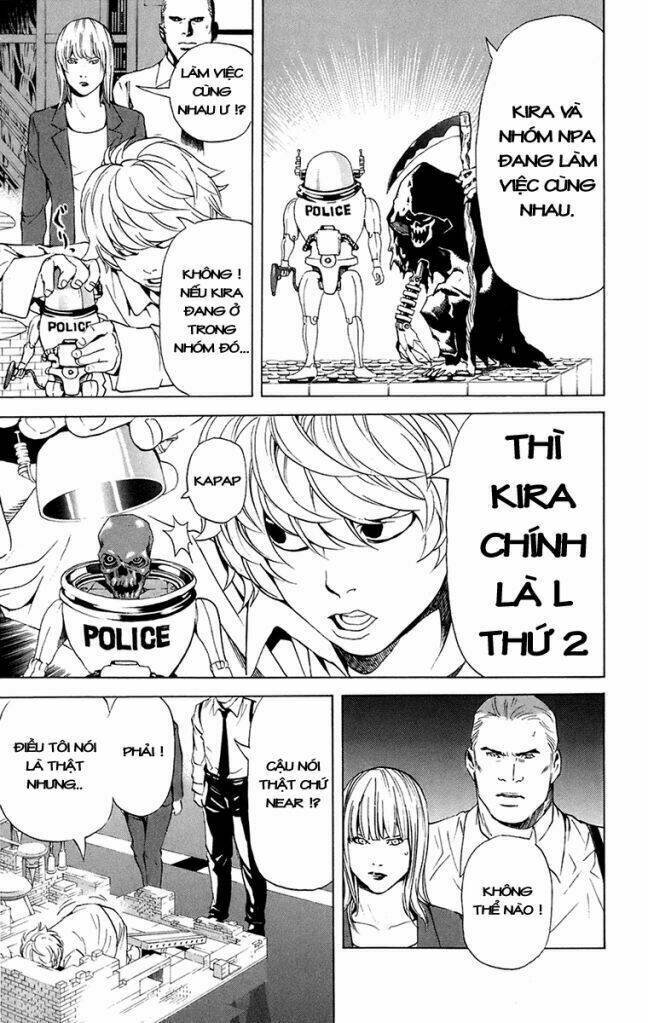 KIRA VÀ
NHÓM NPA
ĐANG LÀM
VIỆC CÙNG
NHAU.
POLICE
LÀM VIỆC
CÙNG
NHAU Ư !?
KHÔNG !
NẾU KIRA
ĐANG Ở
TRONG
NHÓM ĐÓ...
POLICE
THÌ
KIRA
CHÍNH
LÀ L
THỨ 2
KAPAP
POLICE
KHÔNG
THỂ NÀO !
CẬU NÓI
THẬT CHỨ
NEAR !?
PHẢI !
ĐIỀU TÔI NÓI
LÀ THẬT
NHƯNG..